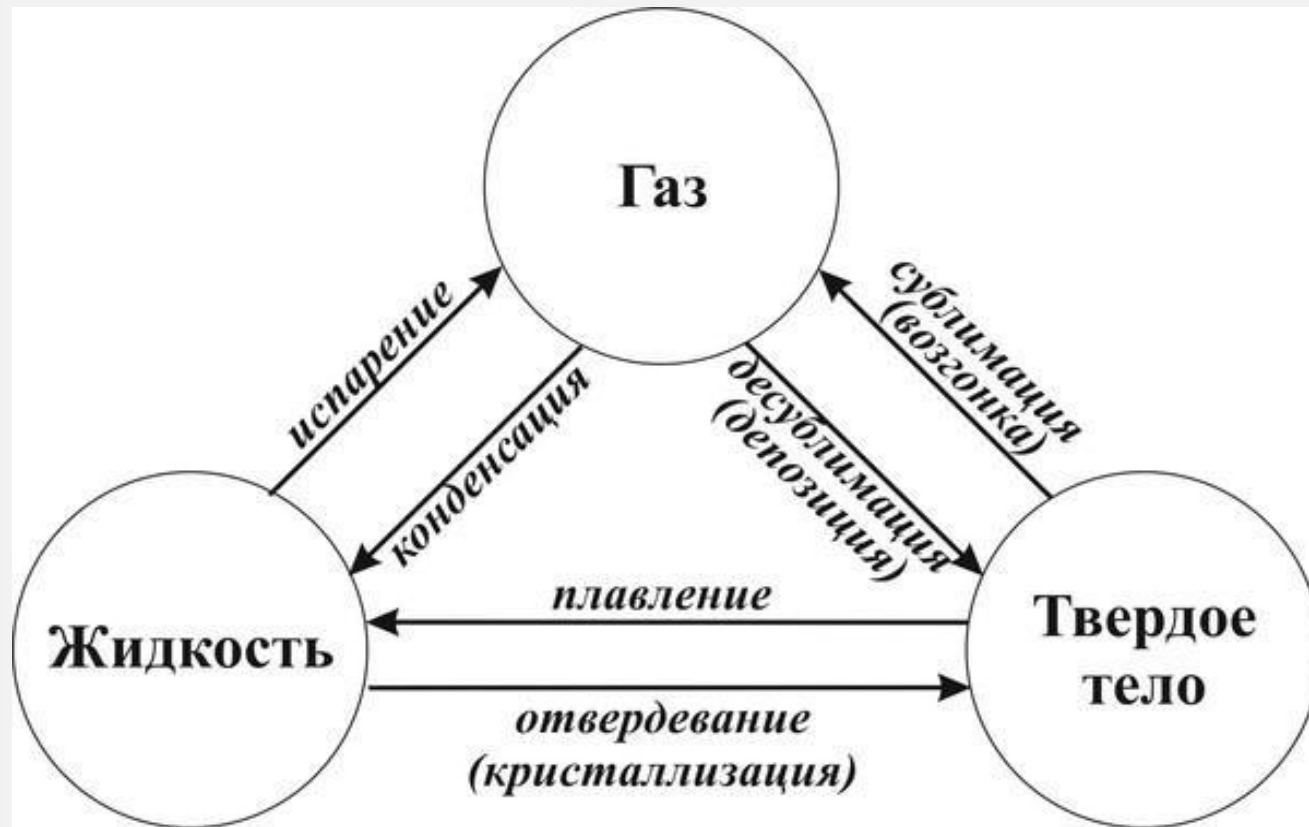 Газ
испарение
конденсация
сублимация
(возгонка)
десублимация
(депозиция)
плавление
Жидкость
Твердое
тело
отвердевание
(кристаллизация)